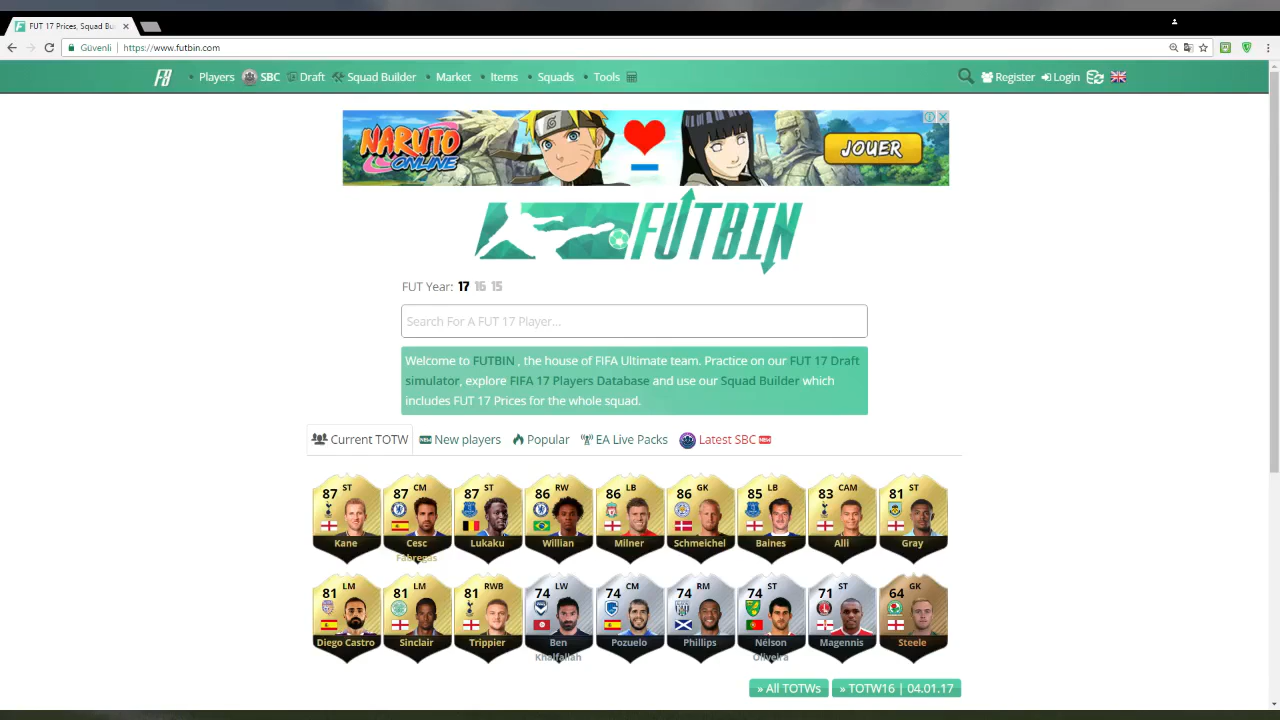 FUT 17 Prices, Squad Bu
Güvenli https://www.futbin.com
F8 Players SBC Draft Squad Builder Market Items Squads Tools Register Login
NARUTO ONLINE JOUER
FUTBIN
FUT Year: 17 16 15
Search For A FUT 17 Player...
Welcome to FUTBIN , the house of FIFA Ultimate team. Practice on our FUT 17 Draft
simulator, explore FIFA 17 Players Database and use our Squad Builder which
includes FUT 17 Prices for the whole squad.
Current TOTW NEW New players Popular EA Live Packs Latest SBC NEW
87 ST 87 CM 87 ST 86 RW 86 LB 86 GK 85 LB 83 CAM 81 ST
Kane Cesc Lukaku Willian Milner Schmeichel Baines Alli Gray
Fàbregas
81 LM 81 LM 81 RWB 74 LW 74 CM 74 RM 74 ST 71 ST 64 GK
Diego Castro Sinclair Trippier Ben Pozuelo Phillips Nélson Magennis Steele
Khalfallah Oliveira
» All TOTWs » TOTW16 | 04.01.17